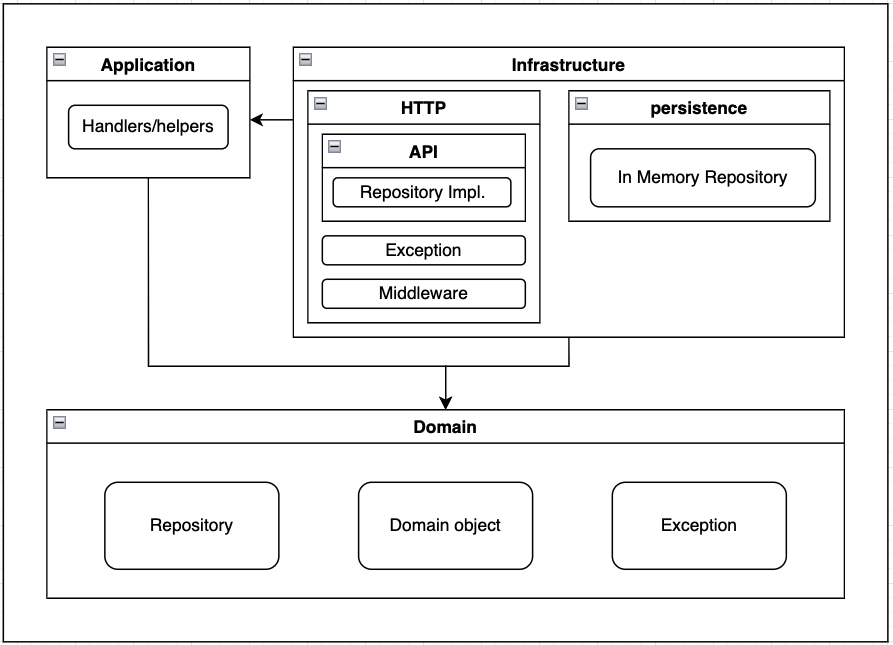 Application
Handlers/helpers
Infrastructure
HTTP
API
Repository Impl.
Exception
Middleware
persistence
In Memory Repository
Domain
Repository
Domain object
Exception